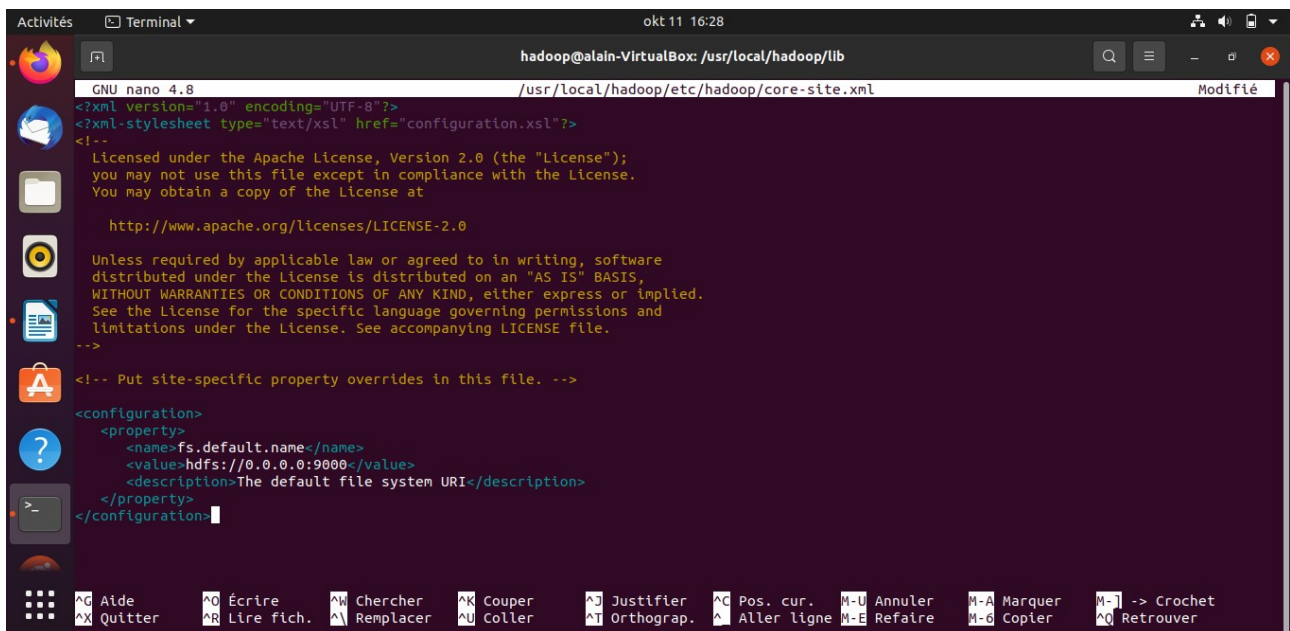 Activités Terminal okt 11 16:28
hadoop@alain-VirtualBox: /usr/local/hadoop/lib
GNU nano 4.8 /usr/local/hadoop/etc/hadoop/core-site.xml Modifié
<?xml version="1.0" encoding="UTF-8"?>
<?xml-stylesheet type="text/xsl" href="configuration.xsl"?>
<!--
Licensed under the Apache License, Version 2.0 (the "License");
you may not use this file except in compliance with the License.
You may obtain a copy of the License at
http://www.apache.org/licenses/LICENSE-2.0
Unless required by applicable law or agreed to in writing, software
distributed under the License is distributed on an "AS IS" BASIS,
WITHOUT WARRANTIES OR CONDITIONS OF ANY KIND, either express or implied.
See the License for the specific language governing permissions and
limitations under the License. See accompanying LICENSE file.
-->
<!-- Put site-specific property overrides in this file. -->
<configuration>
<property>
<name>fs.default.name</name>
<value>hdfs://0.0.0.0:9000</value>
<description>The default file system URI</description>
</property>
</configuration>
^G Aide ^O Écrire ^W Chercher ^K Couper ^J Justifier ^C Pos. cur. M-U Annuler M-A Marquer M-] -> Crochet
^X Quitter ^R Lire fich. ^\ Remplacer ^U Coller ^T Orthograp. ^_ Aller ligne M-E Refaire M-6 Copier ^Q Retrouver